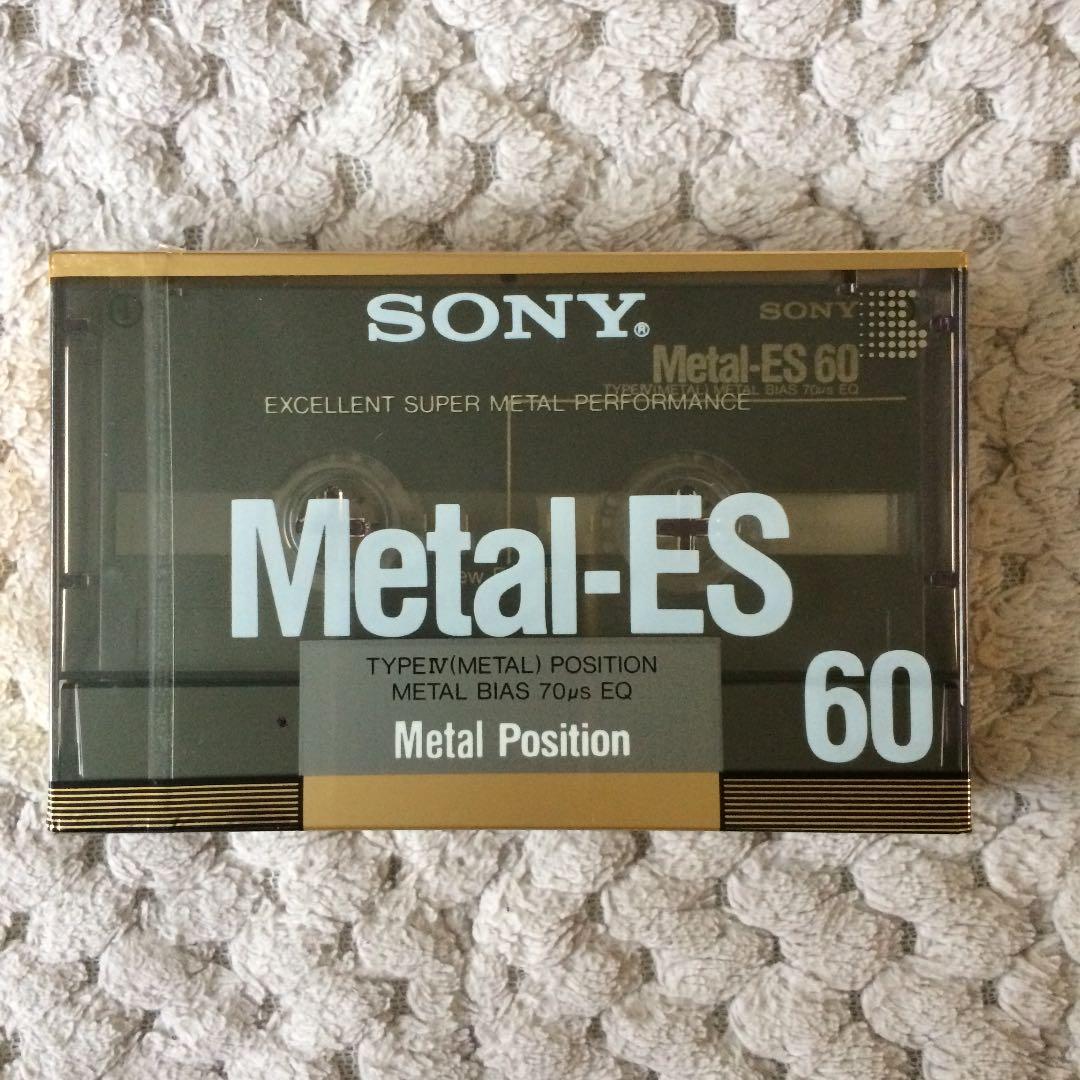 SONY®
SONY
Metal-ES 60
TYPEⅣ(METAL) METAL BIAS 70μs EQ
EXCELLENT SUPER METAL PERFORMANCE
Metal-ES
TYPEⅣ(METAL) POSITION
METAL BIAS 70μs EQ
60
Metal Position